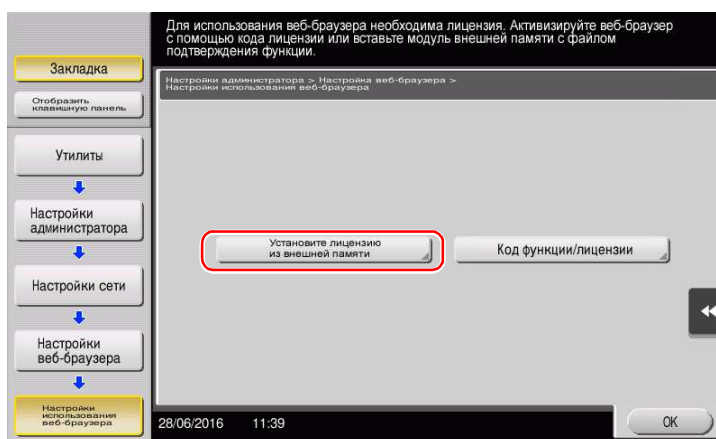 Для использования веб-браузера необходима лицензия. Активизируйте веб-браузер
с помощью кода лицензии или вставьте модуль внешней памяти с файлом
подтверждения функции.
Закладка
Отобразить
клавишную панель
Настройки администратора > Настройка веб-браузера >
Настройки использования веб-браузера
Утилиты
Настройки
администратора
Настройки сети
Настройки
веб-браузера
Настройки
использования
веб-браузера
Установите лицензию
из внешней памяти
Код функции/лицензии
28/06/2016 11:39
OK